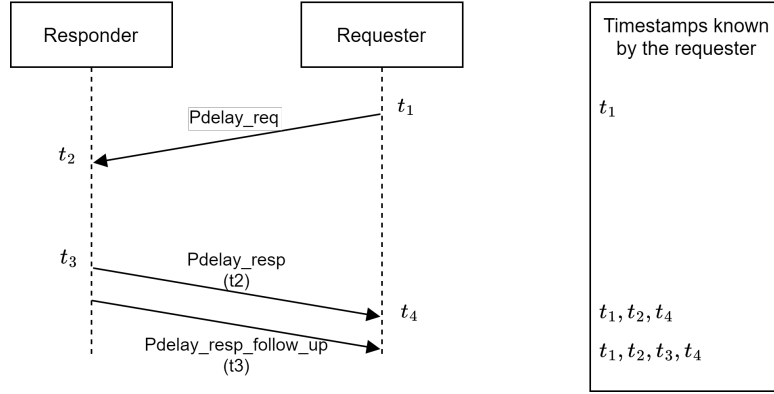 Responder
Requester
Timestamps known
by the requester
t₁
Pdelay_req
t₁
t₂
t₃
Pdelay_resp
(t2)
t₄
t₁, t₂, t₄
Pdelay_resp_follow_up
(t3)
t₁, t₂, t₃, t₄